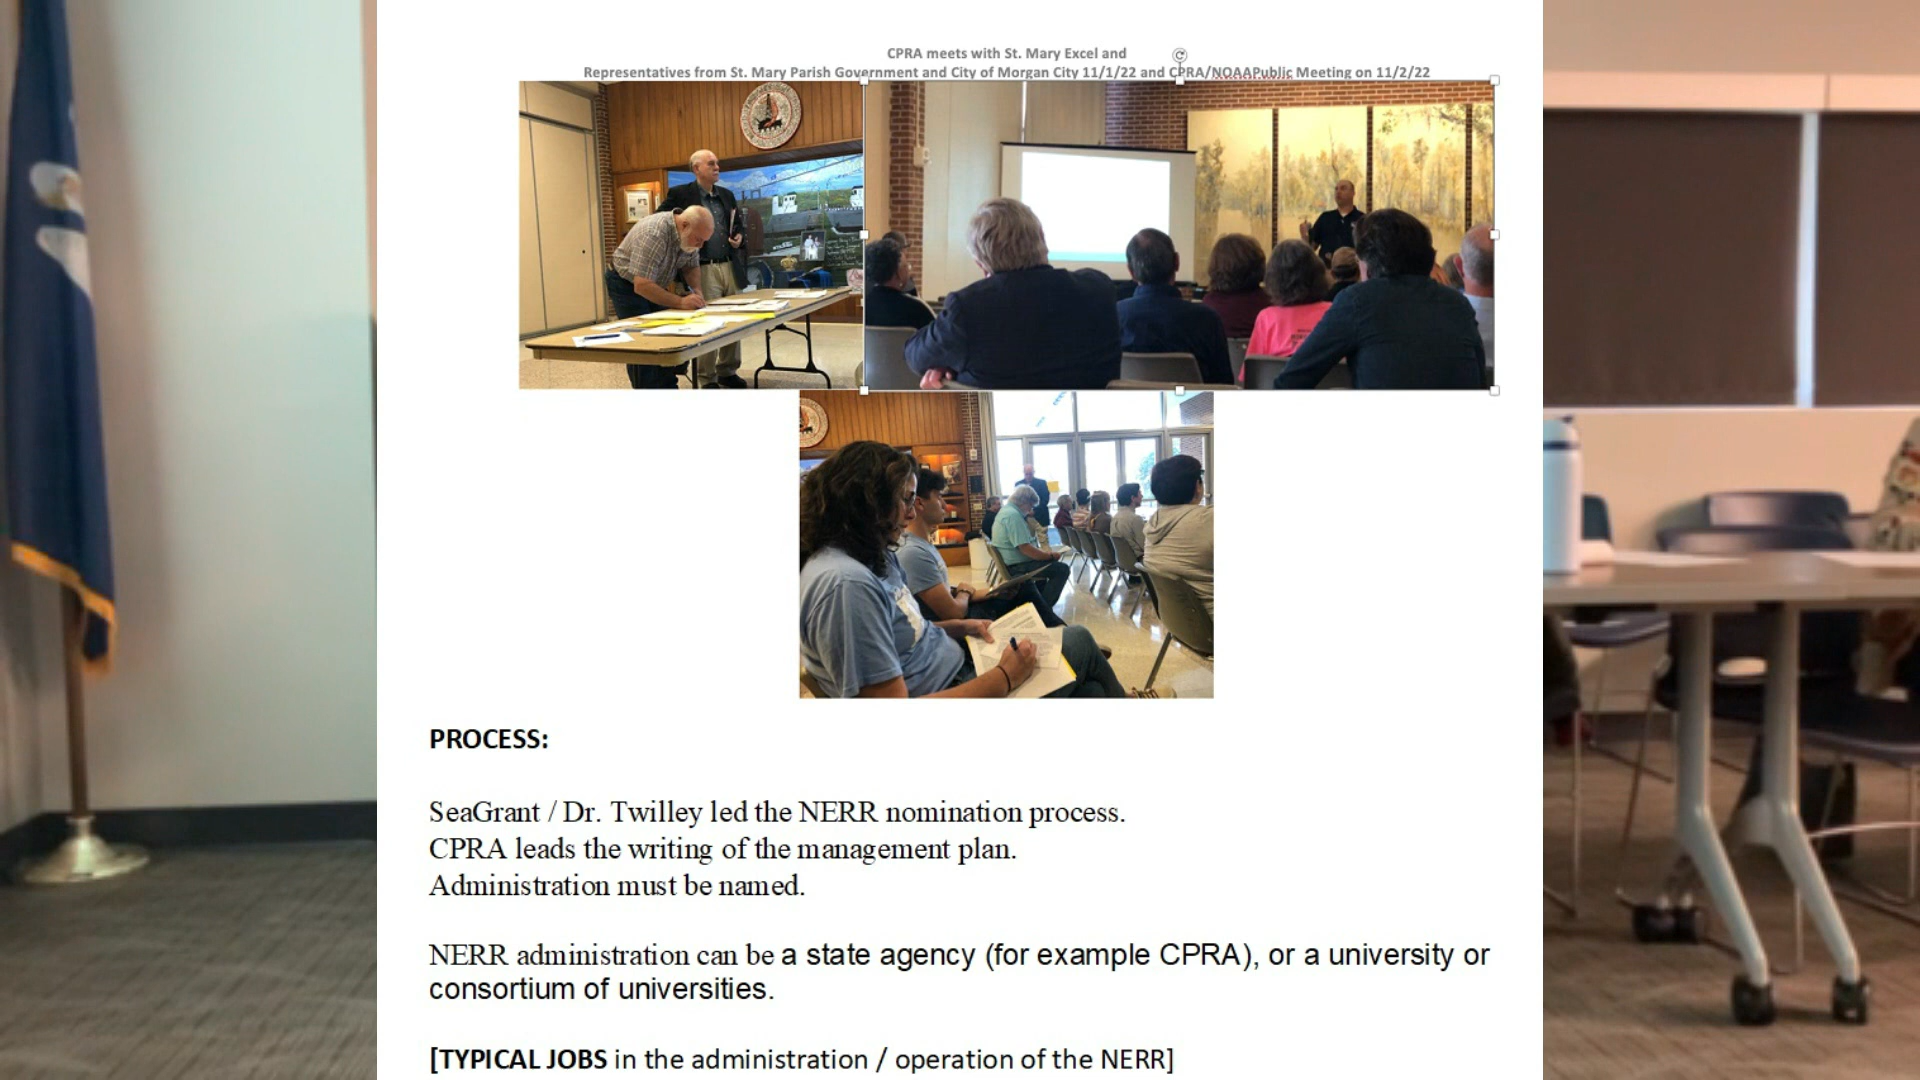 CPRA meets with St. Mary Excel and
Representatives from St. Mary Parish Government and City of Morgan City 11/1/22 and CPRA/NOAAPublic Meeting on 11/2/22
PROCESS:
SeaGrant / Dr. Twilley led the NERR nomination process.
CPRA leads the writing of the management plan.
Administration must be named.
NERR administration can be a state agency (for example CPRA), or a university or
consortium of universities.
[TYPICAL JOBS in the administration / operation of the NERR]